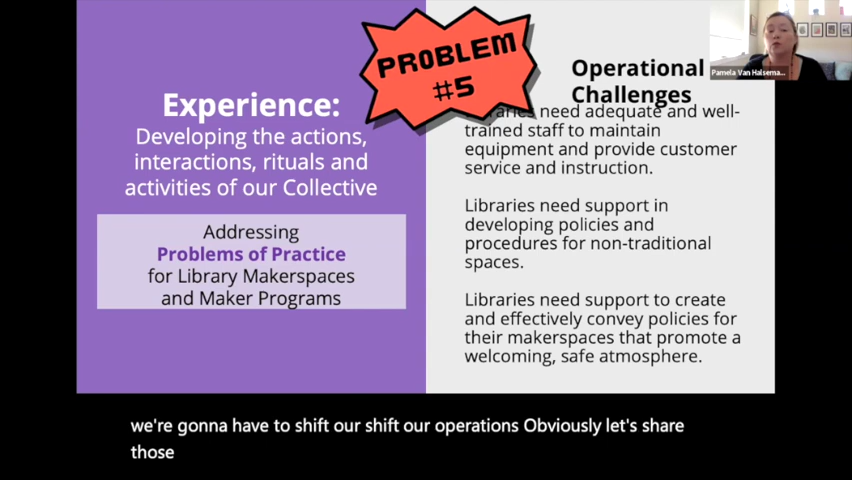 PROBLEM
#5
Pamela Van Halsema...
Experience:
Developing the actions,
interactions, rituals and
activities of our Collective
Addressing
Problems of Practice
for Library Makerspaces
and Maker Programs
Operational
Challenges
Libraries need adequate and well-
trained staff to maintain
equipment and provide customer
service and instruction.
Libraries need support in
developing policies and
procedures for non-traditional
spaces.
Libraries need support to create
and effectively convey policies for
their makerspaces that promote a
welcoming, safe atmosphere.
we're gonna have to shift our shift our operations Obviously let's share
those